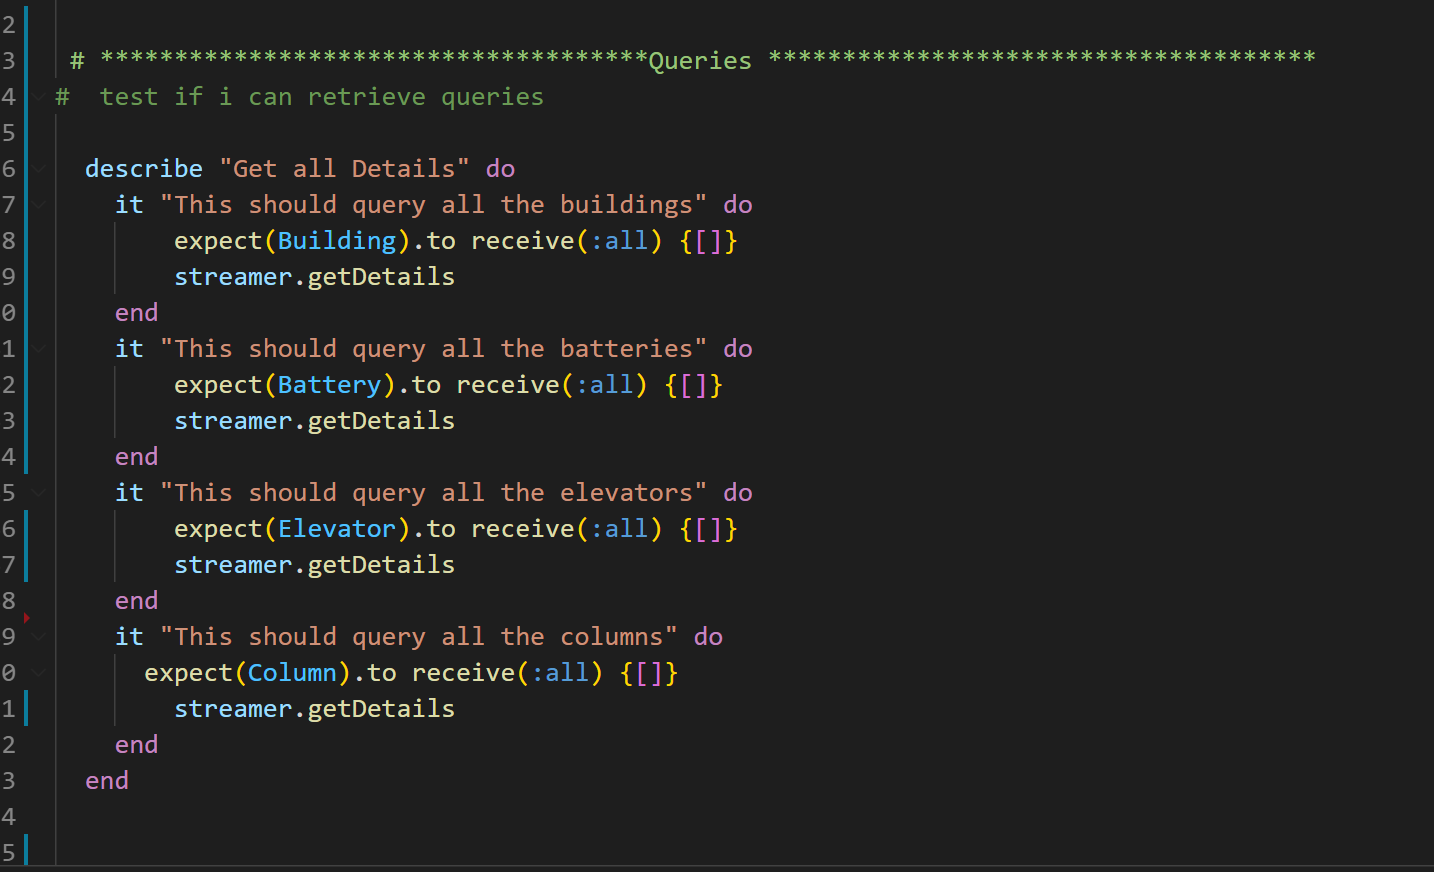 2
3 # *************************************Queries *************************************
4 #  test if i can retrieve queries
5
6 describe "Get all Details" do
7 it "This should query all the buildings" do
8 expect(Building).to receive(:all) {[]}
9 streamer.getDetails
0 end
1 it "This should query all the batteries" do
2 expect(Battery).to receive(:all) {[]}
3 streamer.getDetails
4 end
5 it "This should query all the elevators" do
6 expect(Elevator).to receive(:all) {[]}
7 streamer.getDetails
8 end
9 it "This should query all the columns" do
0 expect(Column).to receive(:all) {[]}
1 streamer.getDetails
2 end
3 end
4
5